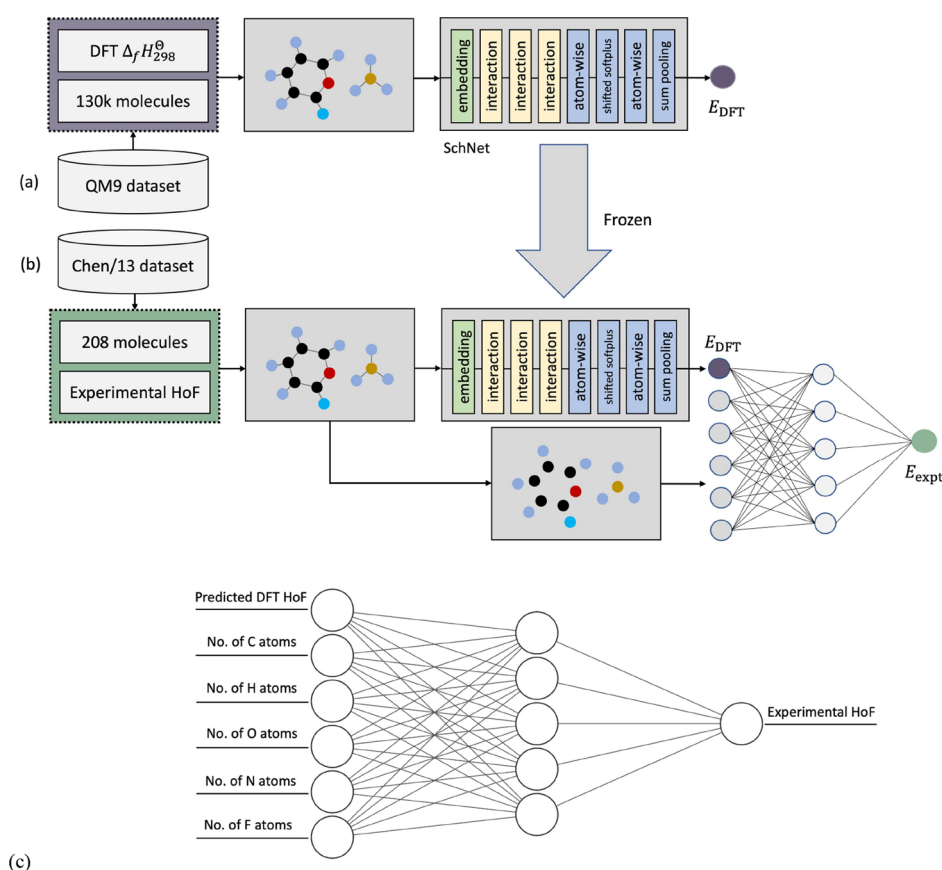 DFT Δ_f H^Θ_298
130k molecules
embedding
interaction
interaction
interaction
atom-wise
shifted softplus
atom-wise
sum pooling
E_DFT
SchNet
(a)
QM9 dataset
Frozen
(b)
Chen/13 dataset
208 molecules
Experimental HoF
embedding
interaction
interaction
interaction
atom-wise
shifted softplus
atom-wise
sum pooling
E_DFT
E_expt
Predicted DFT HoF
No. of C atoms
No. of H atoms
No. of O atoms
No. of N atoms
No. of F atoms
Experimental HoF
(c)